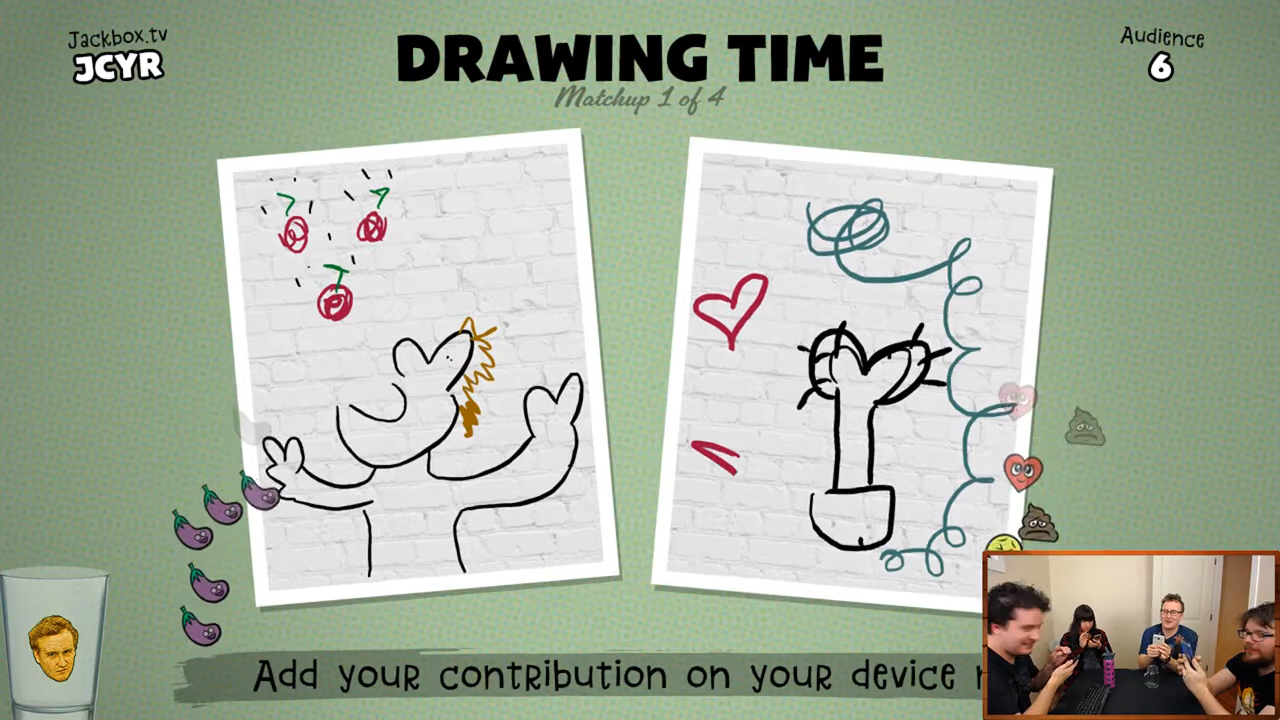 Jackbox.tv
JCYR
DRAWING TIME
Matchup 1 of 4
Audience
6
Add your contribution on your device